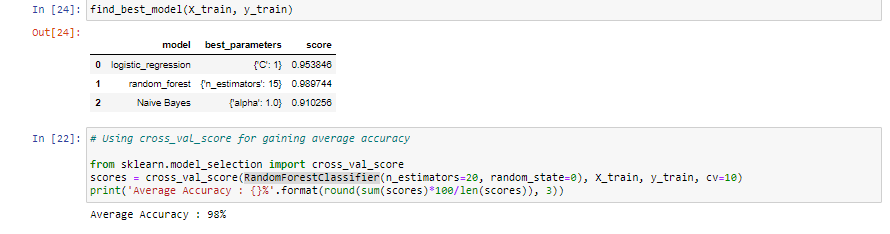 In [24]: find_best_model(X_train, y_train)
Out[24]:
model best_parameters score
0 logistic_regression {'C': 1} 0.953846
1 random_forest {'n_estimators': 15} 0.989744
2 Naive Bayes {'alpha': 1.0} 0.910256
In [22]: # Using cross_val_score for gaining average accuracy
from sklearn.model_selection import cross_val_score
scores = cross_val_score(RandomForestClassifier(n_estimators=20, random_state=0), X_train, y_train, cv=10)
print('Average Accuracy : {}%'.format(round(sum(scores)*100/len(scores)), 3))
Average Accuracy : 98%